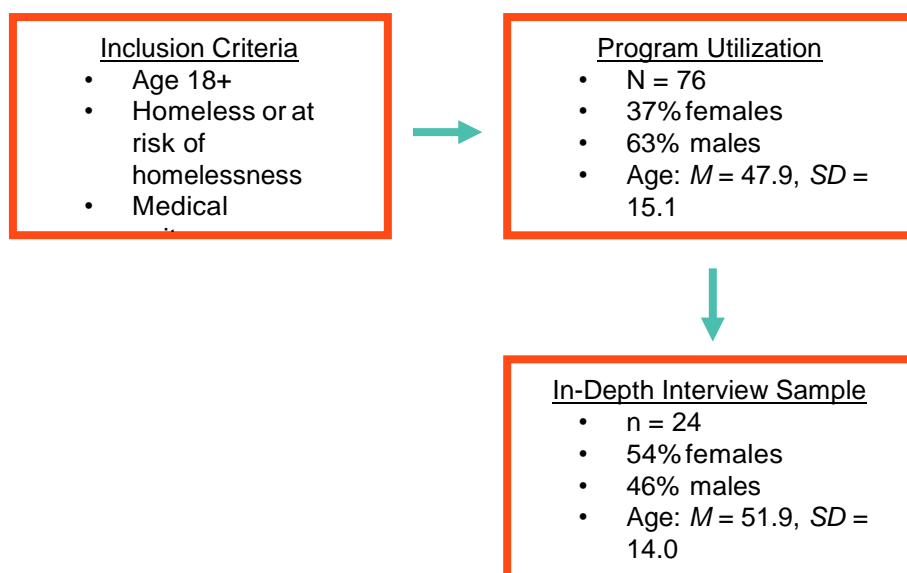 Inclusion Criteria
• Age 18+
• Homeless or at
risk of
homelessness
• Medical
Program Utilization
• N = 76
• 37% females
• 63% males
• Age: M = 47.9, SD =
15.1
In-Depth Interview Sample
• n = 24
• 54% females
• 46% males
• Age: M = 51.9, SD =
14.0